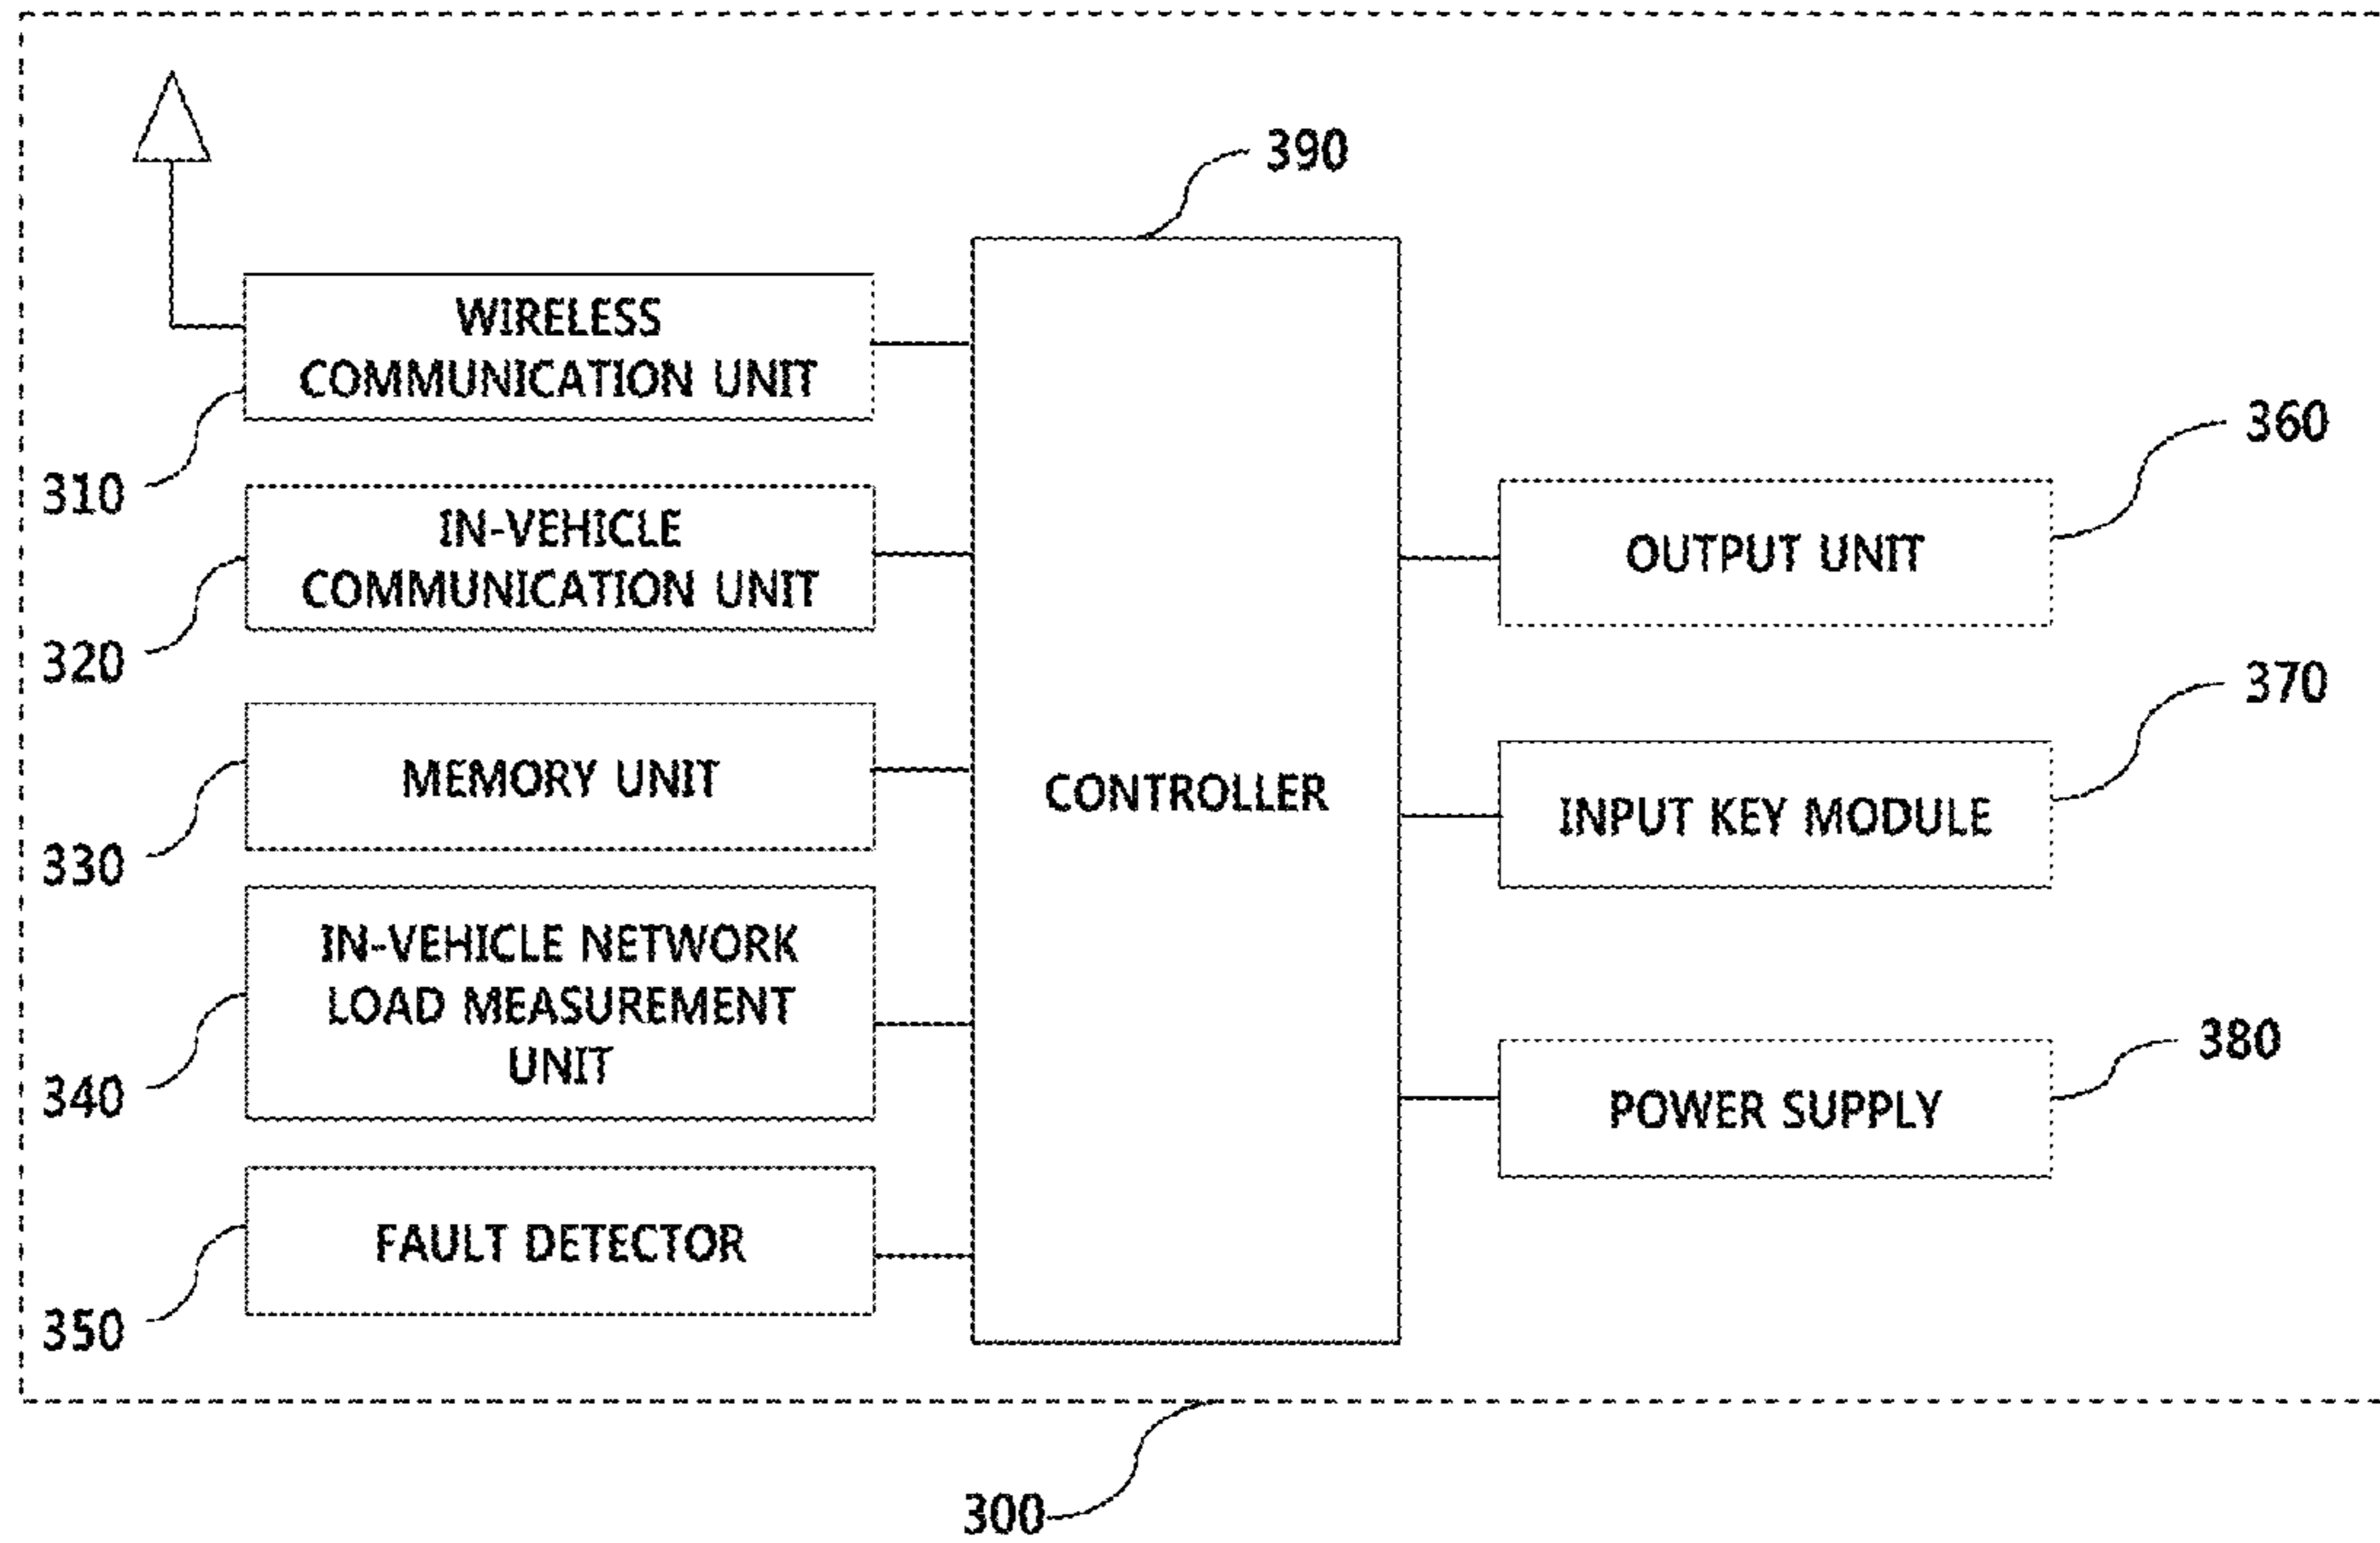 390
WIRELESS
COMMUNICATION UNIT
310
IN-VEHICLE
COMMUNICATION UNIT
320
MEMORY UNIT
330
IN-VEHICLE NETWORK
LOAD MEASUREMENT
UNIT
340
FAULT DETECTOR
350
CONTROLLER
360
OUTPUT UNIT
370
INPUT KEY MODULE
380
POWER SUPPLY
300